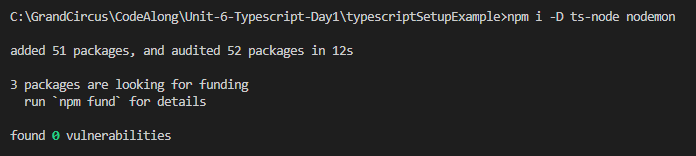 C:\GrandCircus\CodeAlong\Unit-6-Typescript-Day1\typescriptSetupExample>npm i -D ts-node nodemon
added 51 packages, and audited 52 packages in 12s
3 packages are looking for funding
  run `npm fund` for details
found 0 vulnerabilities